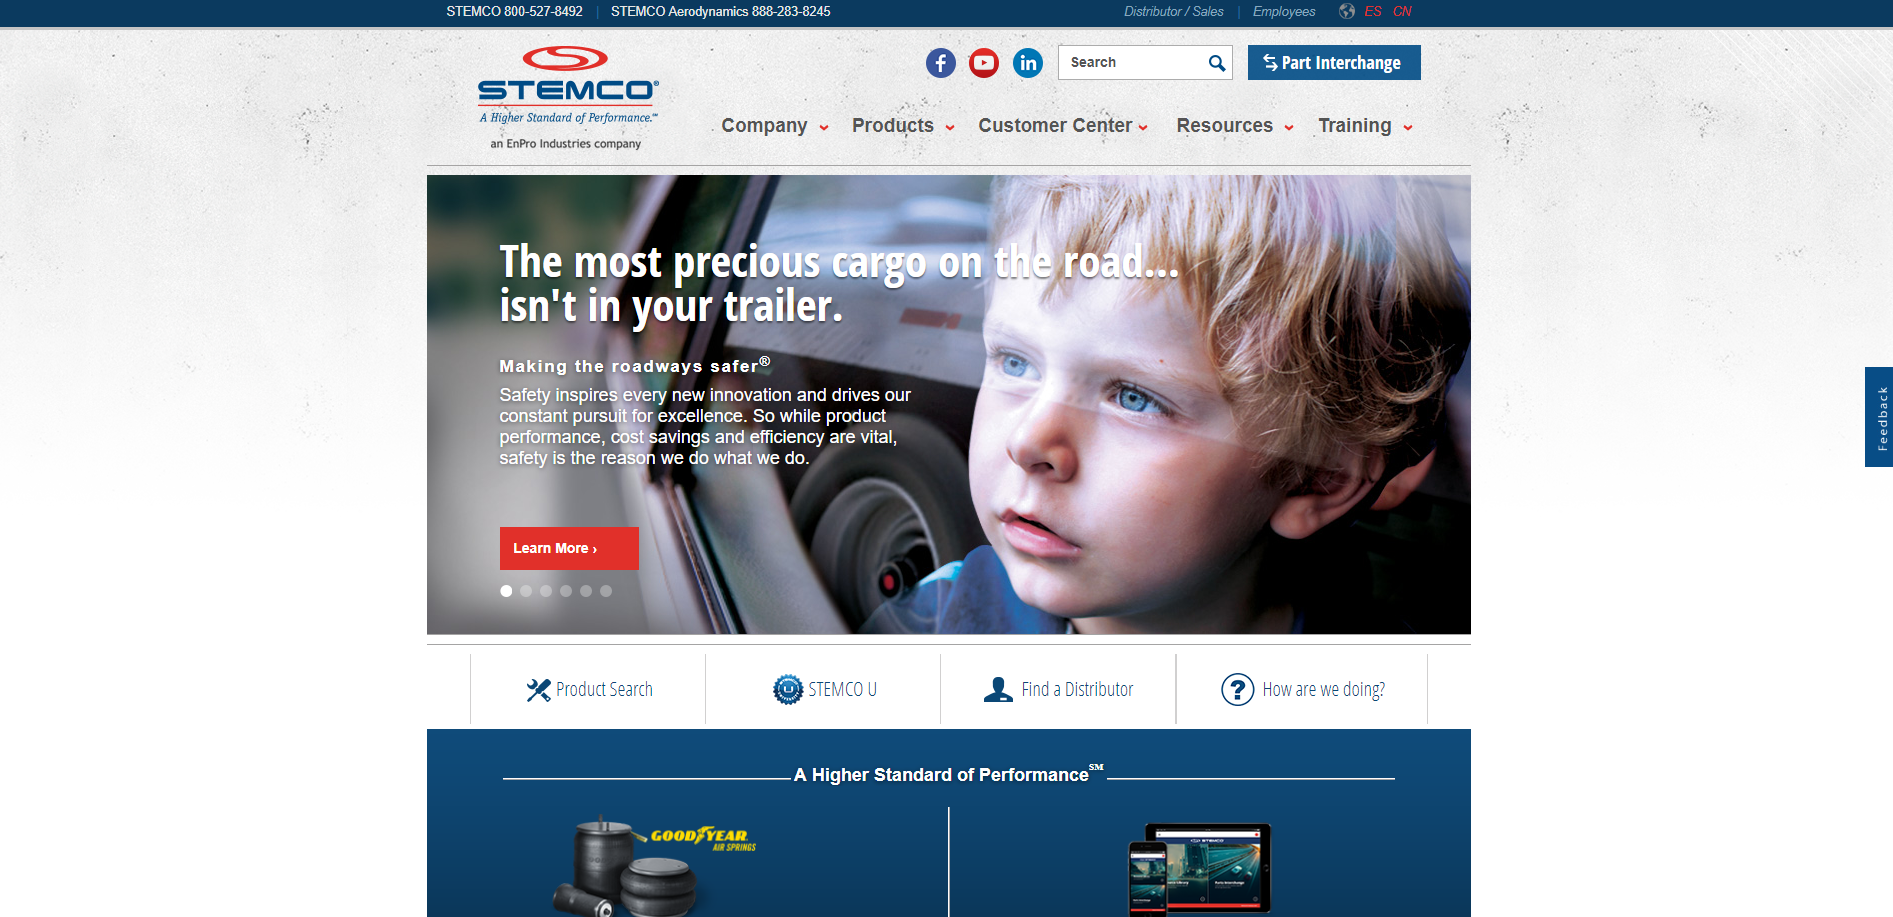 STEMCO 800-527-8492 | STEMCO Aerodynamics 888-283-8245
Distributor / Sales | Employees ES CN
STEMCO®
A Higher Standard of Performance.℠
an EnPro Industries company
Search
Part Interchange
Company Products Customer Center Resources Training
The most precious cargo on the road...
isn't in your trailer.
Making the roadways safer®
Safety inspires every new innovation and drives our
constant pursuit for excellence. So while product
performance, cost savings and efficiency are vital,
safety is the reason we do what we do.
Learn More ›
Feedback
Product Search
STEMCO U
Find a Distributor
How are we doing?
A Higher Standard of Performance℠
GOODYEAR
AIR SPRINGS